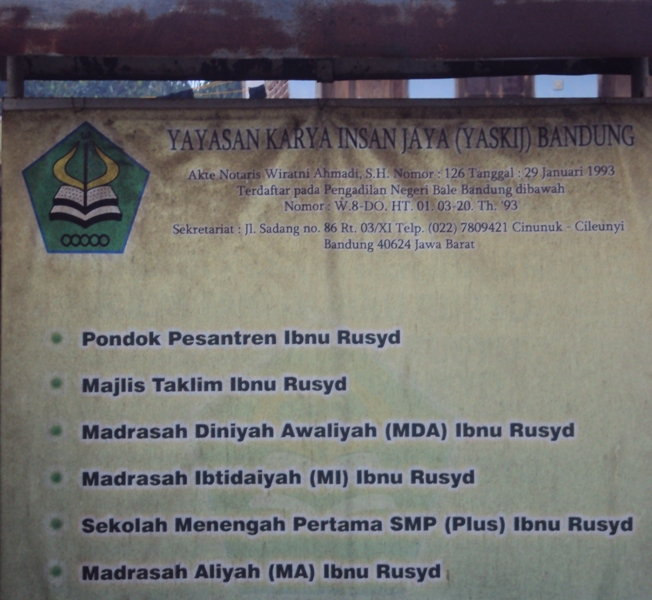 YAYASAN KARYA INSAN JAYA (YASKIJ) BANDUNG
Akte Notaris Wiratni Ahmadi, S.H. Nomor : 126 Tanggal : 29 Januari 1993
Terdaftar pada Pengadilan Negeri Bale Bandung dibawah
Nomor : W.8-DO. HT. 01. 03-20. Th. '93
Sekretariat : Jl. Sadang no. 86 Rt. 03/XI Telp. (022) 7809421 Cinunuk - Cileunyi
Bandung 40624 Jawa Barat
Pondok Pesantren Ibnu Rusyd
Majlis Taklim Ibnu Rusyd
Madrasah Diniyah Awaliyah (MDA) Ibnu Rusyd
Madrasah Ibtidaiyah (MI) Ibnu Rusyd
Sekolah Menengah Pertama SMP (Plus) Ibnu Rusyd
Madrasah Aliyah (MA) Ibnu Rusyd